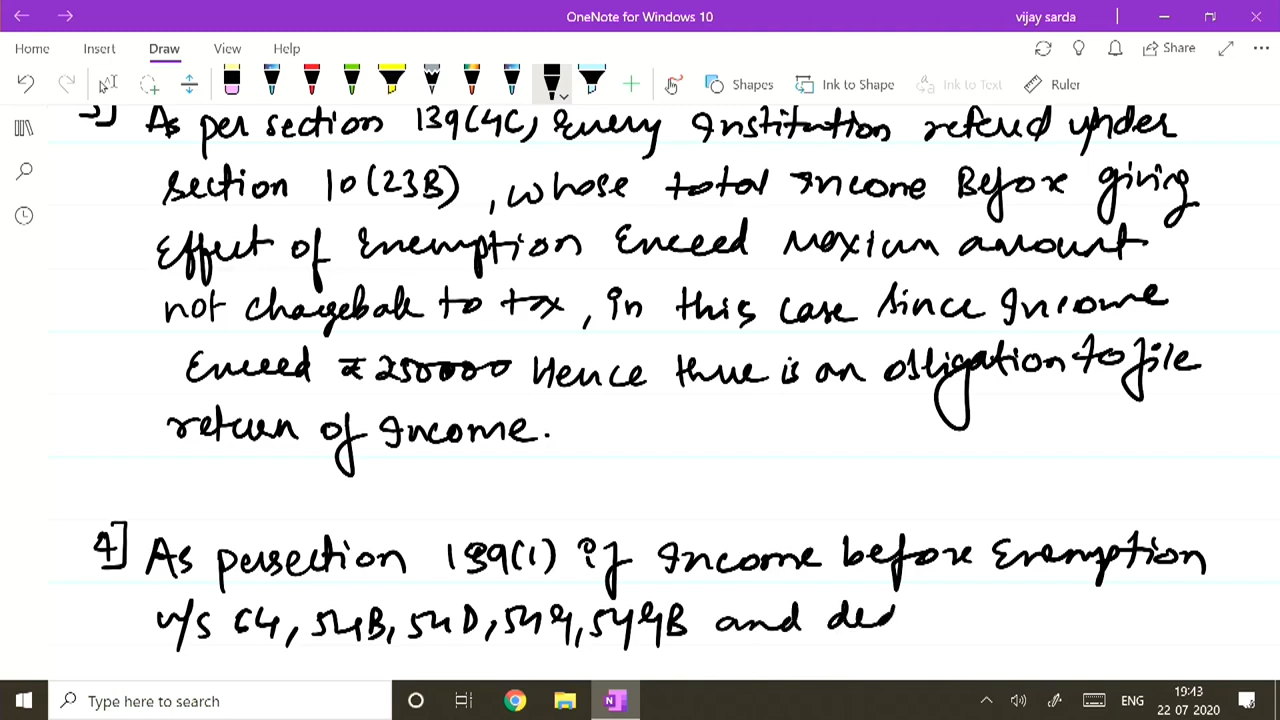 OneNote for Windows 10
vijay sarda
Home Insert Draw View Help
Share
Shapes Ink to Shape Ink to Text Ruler
3] As per section 139(4C) Every Institution refered under
section 10(23B), whose total Income Before giving
Effect of Exemption Exceed Maxium amount
not chargebale to tax, in this case since Income
Exceed ₹ 250000 Hence there is an obligation to file
return of Income.
4] As per section 139(1) if Income before Exemption
u/s 64, 54B, 54D, 54G, 54GB and ded
Type here to search
ENG
19:43
22-07-2020